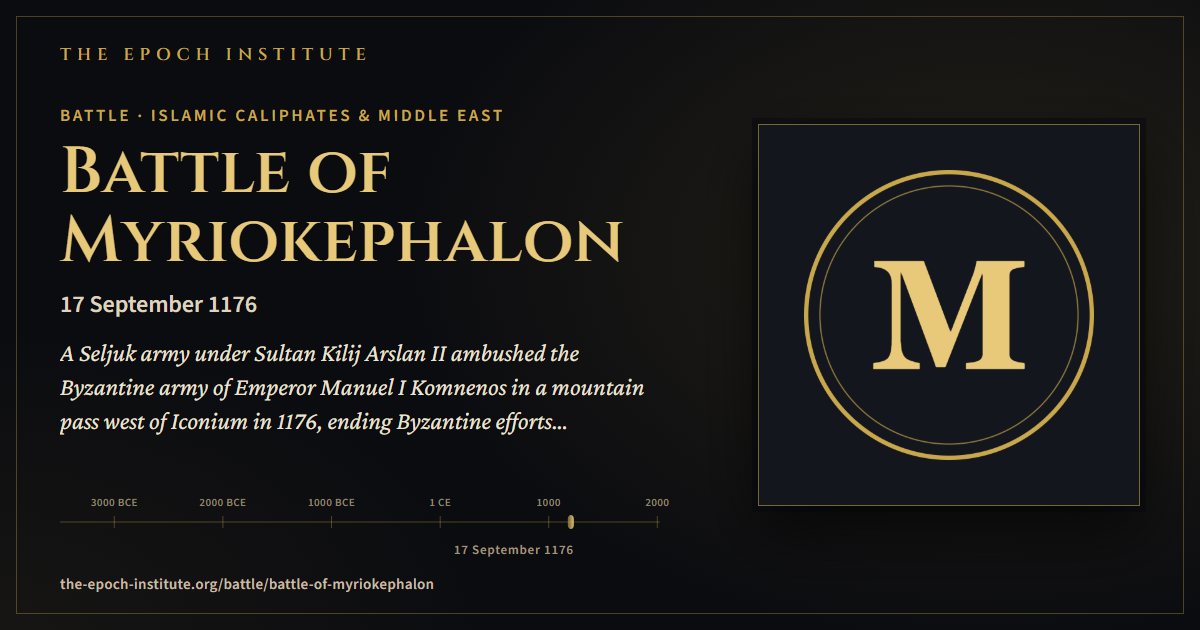 THE EPOCH INSTITUTE
BATTLE · ISLAMIC CALIPHATES & MIDDLE EAST
BATTLE OF
MYRIOKEPHALON
17 September 1176
A Seljuk army under Sultan Kilij Arslan II ambushed the
Byzantine army of Emperor Manuel I Komnenos in a mountain
pass west of Iconium in 1176, ending Byzantine efforts...
M
3000 BCE 2000 BCE 1000 BCE 1 CE 1000 2000
17 September 1176
the-epoch-institute.org/battle/battle-of-myriokephalon